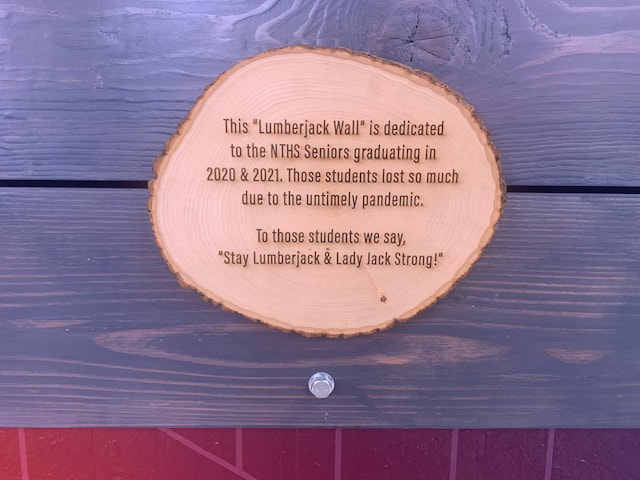 This "Lumberjack Wall" is dedicated
to the NTHS Seniors graduating in
2020 & 2021. Those students lost so much
due to the untimely pandemic.
To those students we say,
"Stay Lumberjack & Lady Jack Strong!"